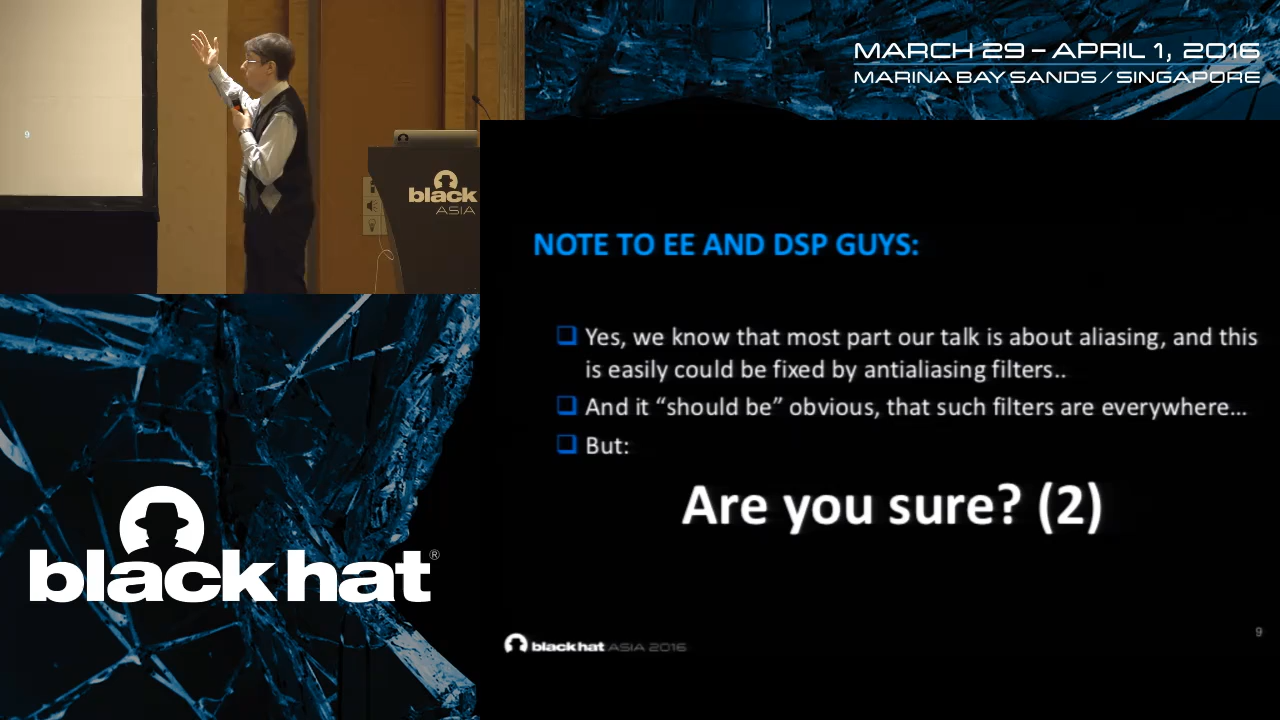 MARCH 29 – APRIL 1, 2016
MARINA BAY SANDS / SINGAPORE
9
black
ASIA
NOTE TO EE AND DSP GUYS:
❑ Yes, we know that most part our talk is about aliasing, and this
is easily could be fixed by antialiasing filters..
❑ And it “should be” obvious, that such filters are everywhere...
❑ But:
Are you sure? (2)
black hat®
black hat ASIA 2016
9